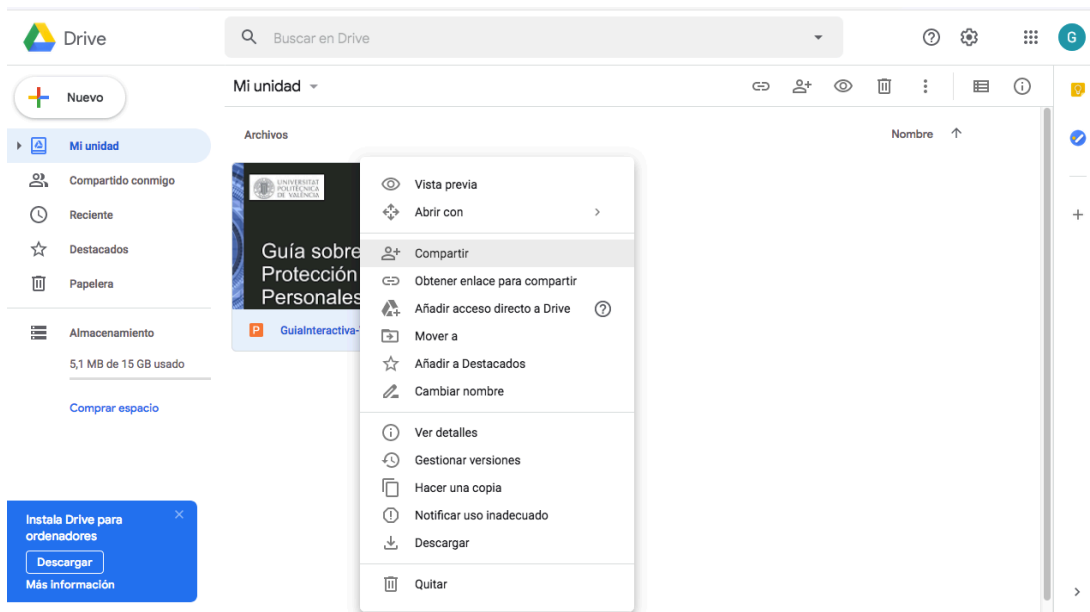 Drive
Buscar en Drive
G
Nuevo
Mi unidad
Compartido conmigo
Reciente
Destacados
Papelera
Almacenamiento
5,1 MB de 15 GB usado
Comprar espacio
Instala Drive para
ordenadores
Descargar
Más información
Mi unidad
Archivos
Nombre
UNIVERSITAT
POLITÈCNICA
DE VALÈNCIA
Guía sobre
Protección
Personales
P GuiaInteractiva-
Vista previa
Abrir con
Compartir
Obtener enlace para compartir
Añadir acceso directo a Drive
Mover a
Añadir a Destacados
Cambiar nombre
Ver detalles
Gestionar versiones
Hacer una copia
Notificar uso inadecuado
Descargar
Quitar